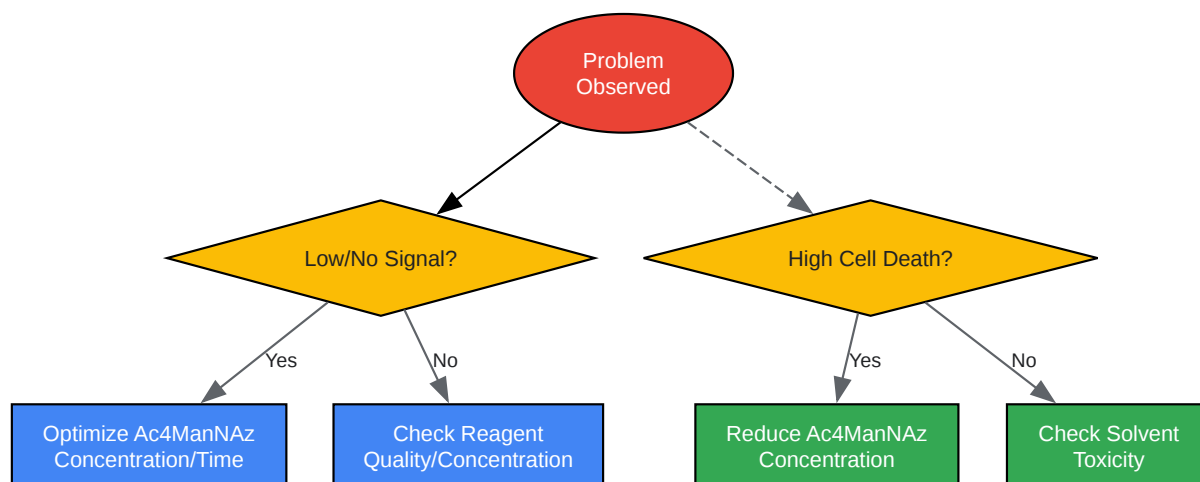 Problem
Observed
Low/No Signal?
High Cell Death?
Yes
No
Yes
No
Optimize Ac4ManNAz
Concentration/Time
Check Reagent
Quality/Concentration
Reduce Ac4ManNAz
Concentration
Check Solvent
Toxicity